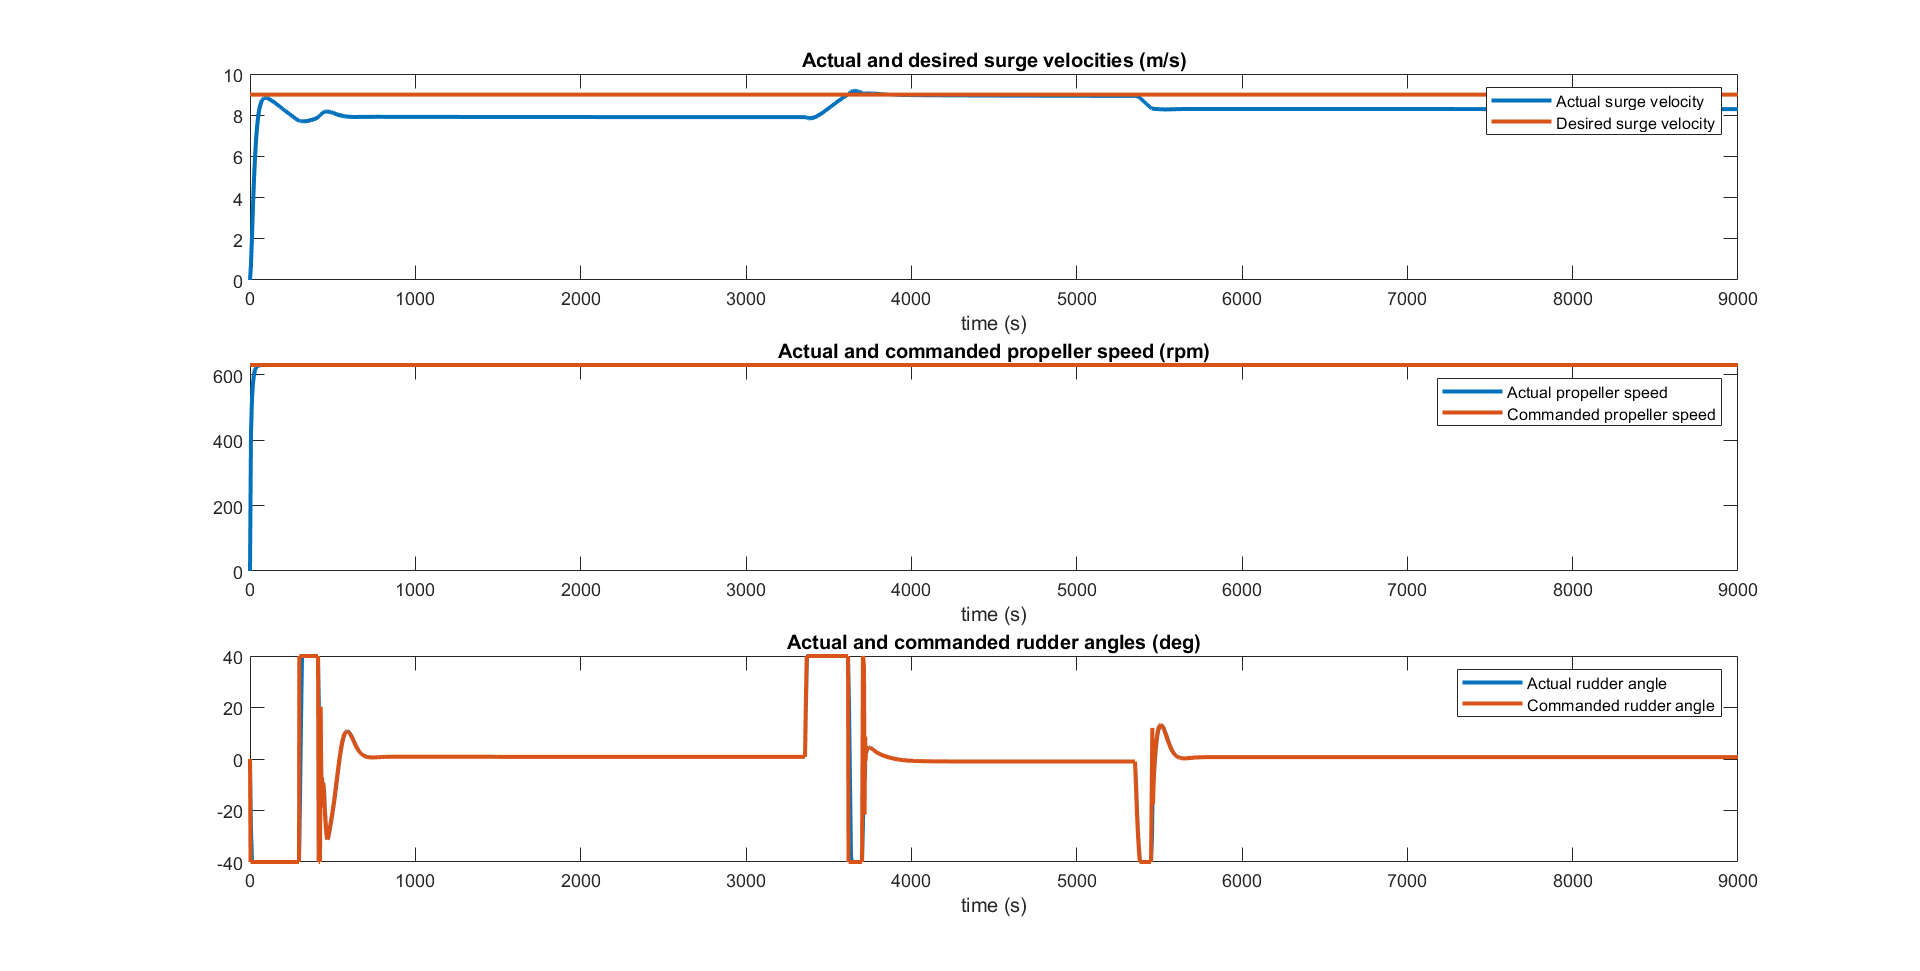 Actual and desired surge velocities (m/s)
10
8
6
4
2
0
Actual surge velocity
Desired surge velocity
0 1000 2000 3000 4000 5000 6000 7000 8000 9000
time (s)
Actual and commanded propeller speed (rpm)
600
400
200
0
Actual propeller speed
Commanded propeller speed
0 1000 2000 3000 4000 5000 6000 7000 8000 9000
time (s)
Actual and commanded rudder angles (deg)
40
20
0
-20
-40
Actual rudder angle
Commanded rudder angle
0 1000 2000 3000 4000 5000 6000 7000 8000 9000
time (s)